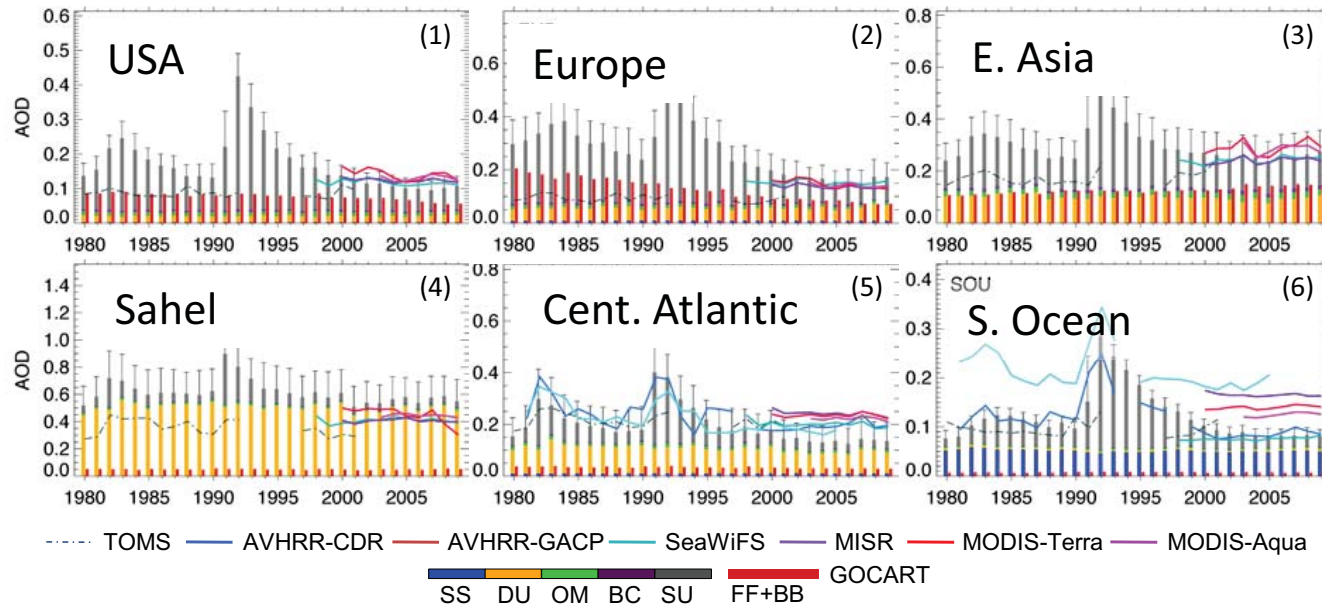 (1)
USA
AOD
0.6
0.5
0.4
0.3
0.2
0.1
0.0
1980 1985 1990 1995 2000 2005
(2)
Europe
0.6
0.4
0.2
0.0
1980 1985 1990 1995 2000 2005
(3)
E. Asia
0.8
0.6
0.4
0.2
0.0
1980 1985 1990 1995 2000 2005
(4)
Sahel
AOD
1.4
1.2
1.0
0.8
0.6
0.4
0.2
0.0
1980 1985 1990 1995 2000 2005
(5)
Cent. Atlantic
0.8
0.6
0.4
0.2
0.0
1980 1985 1990 1995 2000 2005
(6)
SOU
S. Ocean
0.4
0.3
0.2
0.1
0.0
1980 1985 1990 1995 2000 2005
TOMS AVHRR-CDR AVHRR-GACP SeaWiFS MISR MODIS-Terra MODIS-Aqua
GOCART
SS DU OM BC SU FF+BB